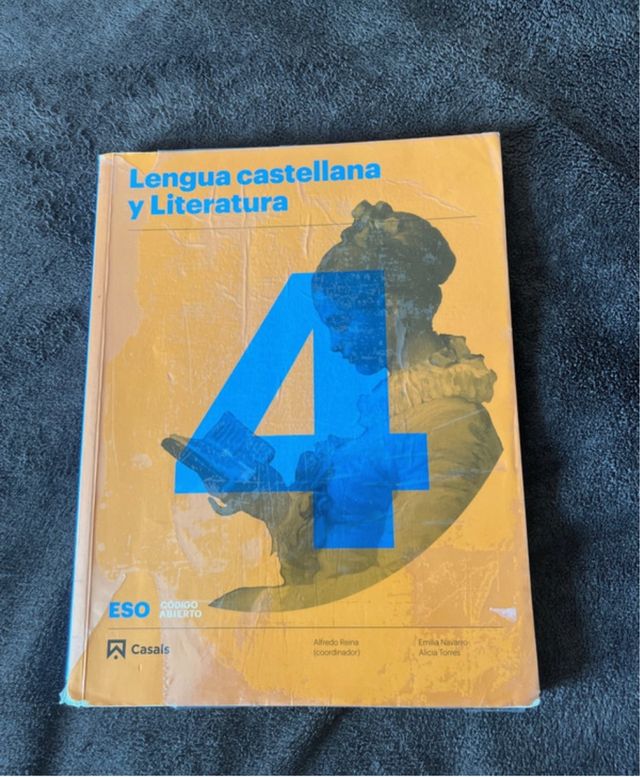 Lengua castellana
y Literatura
4
ESO CÓDIGO
ABIERTO
Casals
Alfredo Reina
(coordinador)
Emilia Navarro
Alicia Torres